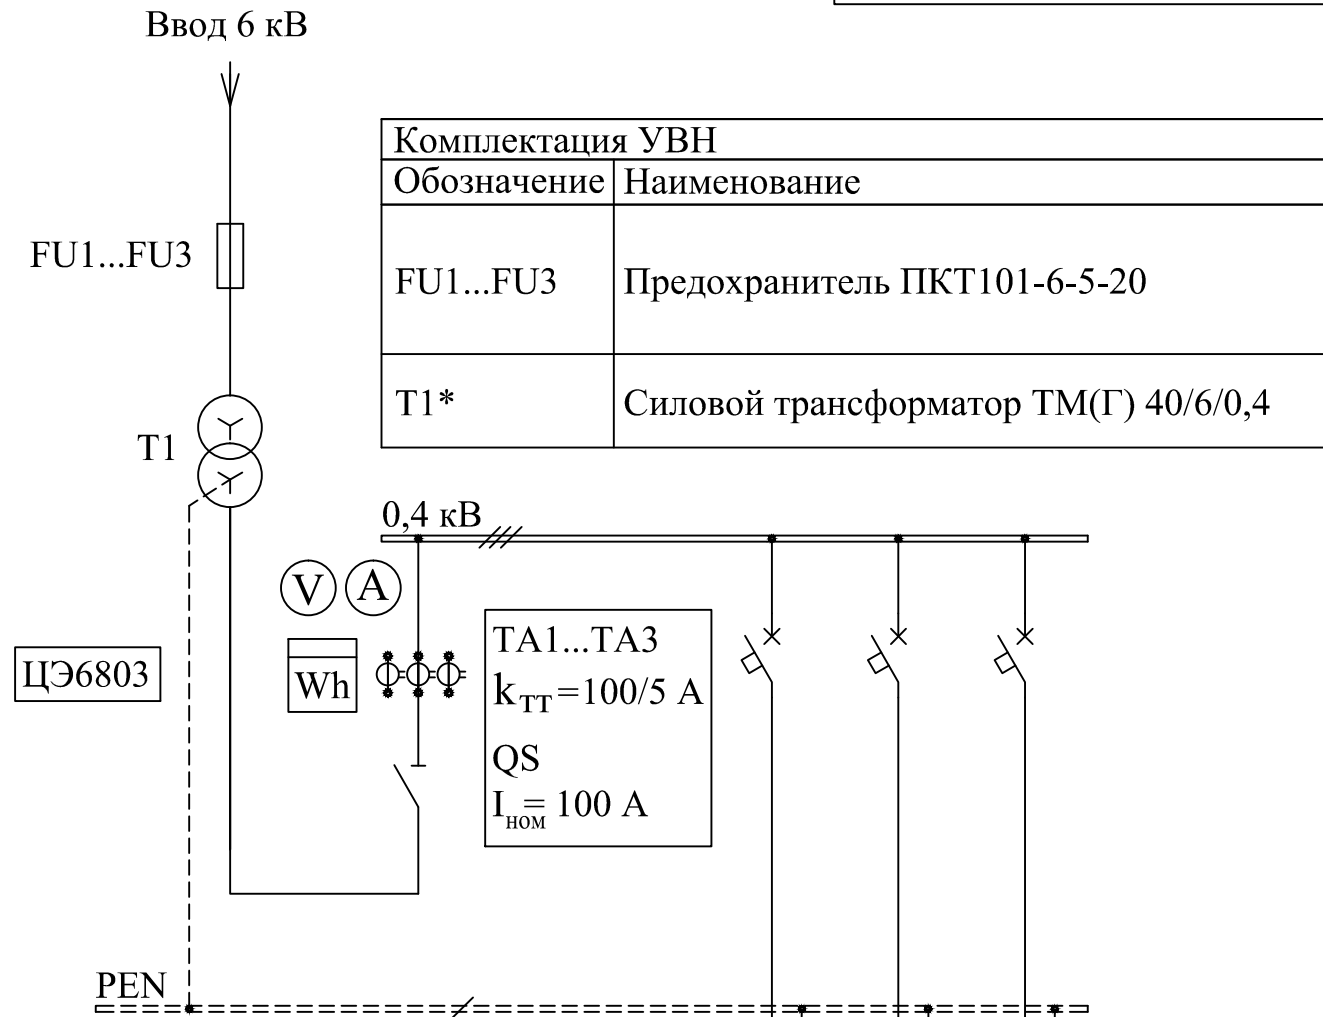 Ввод 6 кВ
Комплектация УВН
Обозначение Наименование
FU1...FU3
FU1...FU3 Предохранитель ПКТ101-6-5-20
T1* Силовой трансформатор ТМ(Г) 40/6/0,4
T1
0,4 кВ
V A
TA1...TA3
ЦЭ6803
Wh
kТТ=100/5 А
QS
Iном= 100 А
PEN